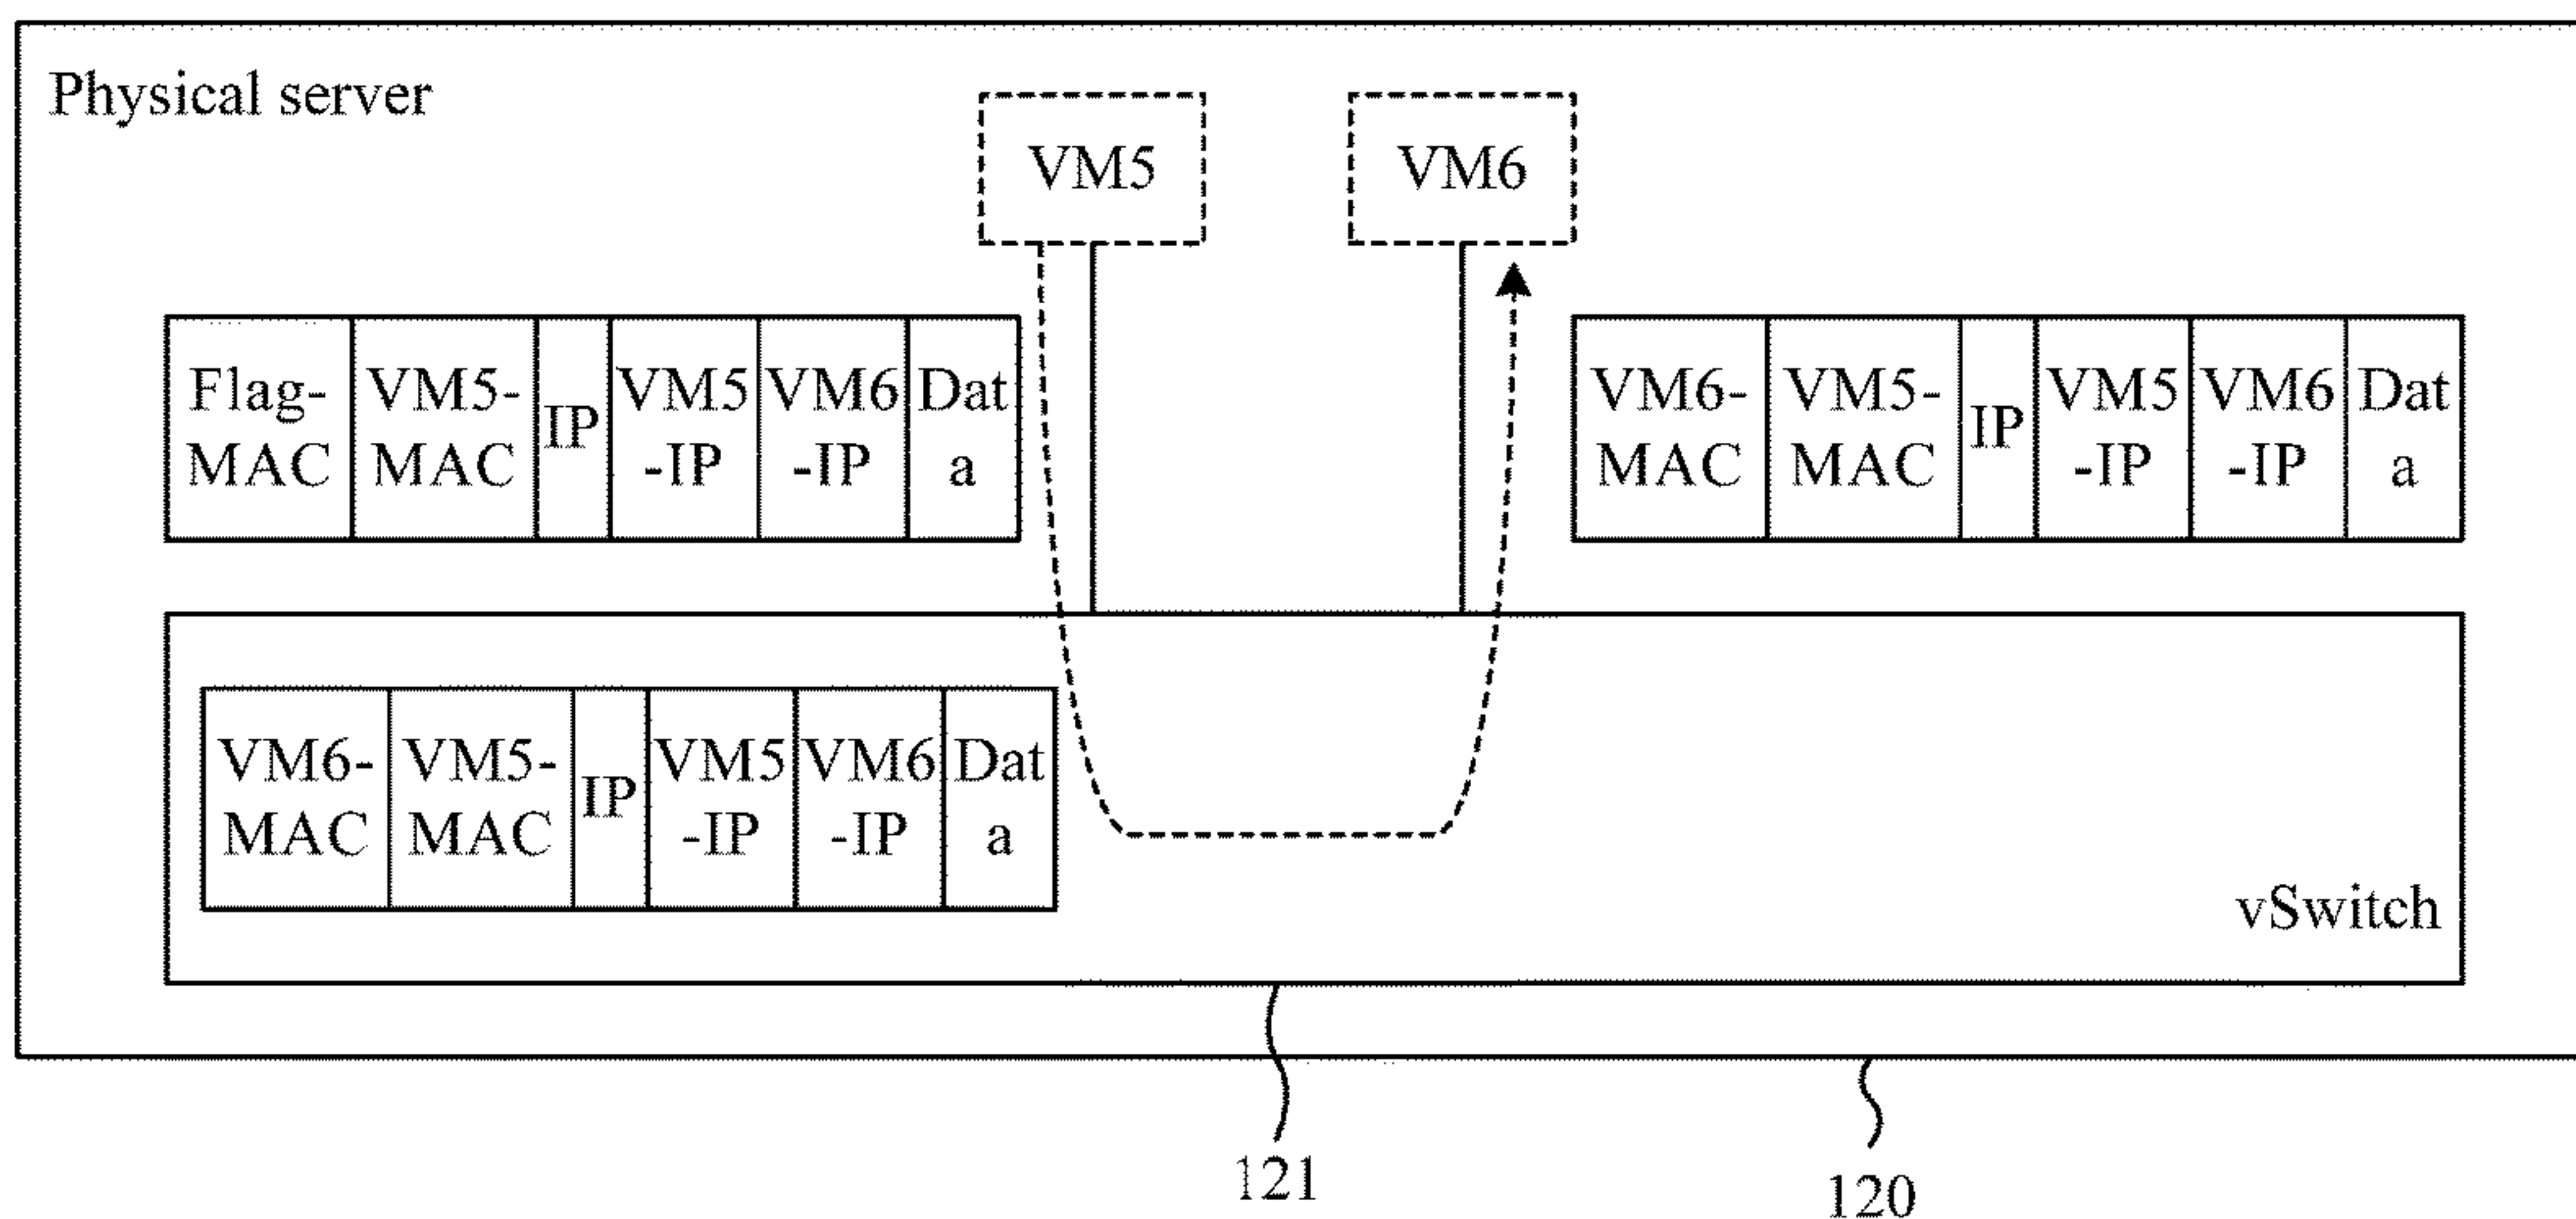 Physical server
VM5
VM6
Flag-
MAC
VM5-
MAC
IP
VM5
-IP
VM6
-IP
Dat
a
VM6-
MAC
VM5-
MAC
IP
VM5
-IP
VM6
-IP
Dat
a
VM6-
MAC
VM5-
MAC
IP
VM5
-IP
VM6
-IP
Dat
a
vSwitch
121
120